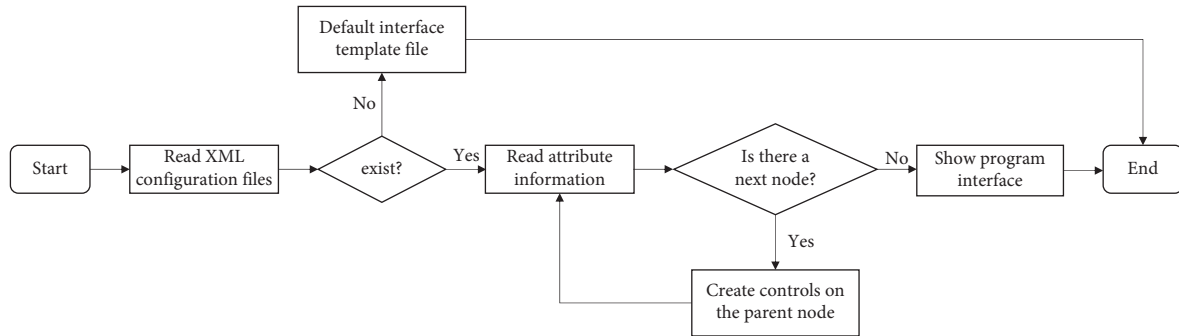 Default interface
template file
No
Start
Read XML
configuration files
exist?
Yes
Read attribute
information
Is there a
next node?
No
Show program
interface
End
Yes
Create controls on
the parent node